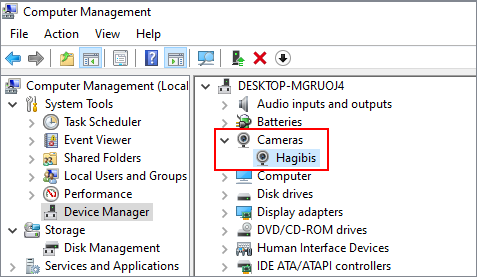 Computer Management
File Action View Help
Computer Management (Local
System Tools
Task Scheduler
Event Viewer
Shared Folders
Local Users and Groups
Performance
Device Manager
Storage
Disk Management
Services and Applications
DESKTOP-MGRUOJ4
Audio inputs and outputs
Batteries
Cameras
Hagibis
Computer
Disk drives
Display adapters
DVD/CD-ROM drives
Human Interface Devices
IDE ATA/ATAPI controllers